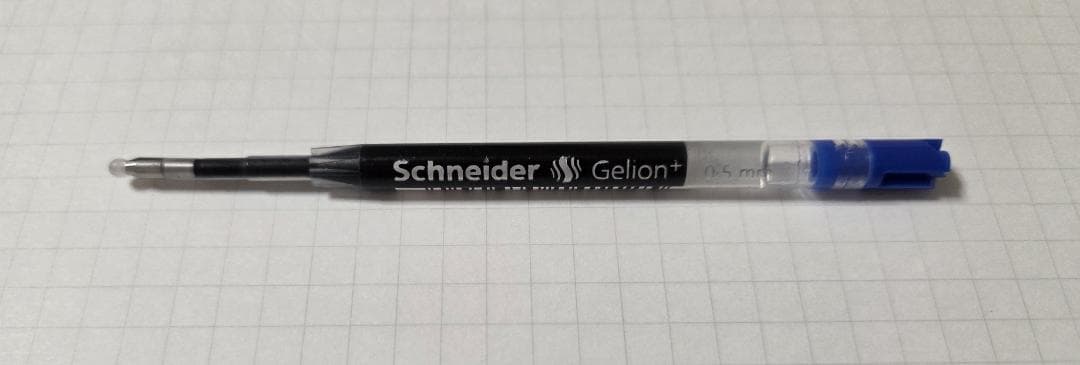 Schneider Gelion+ 0.5 mm